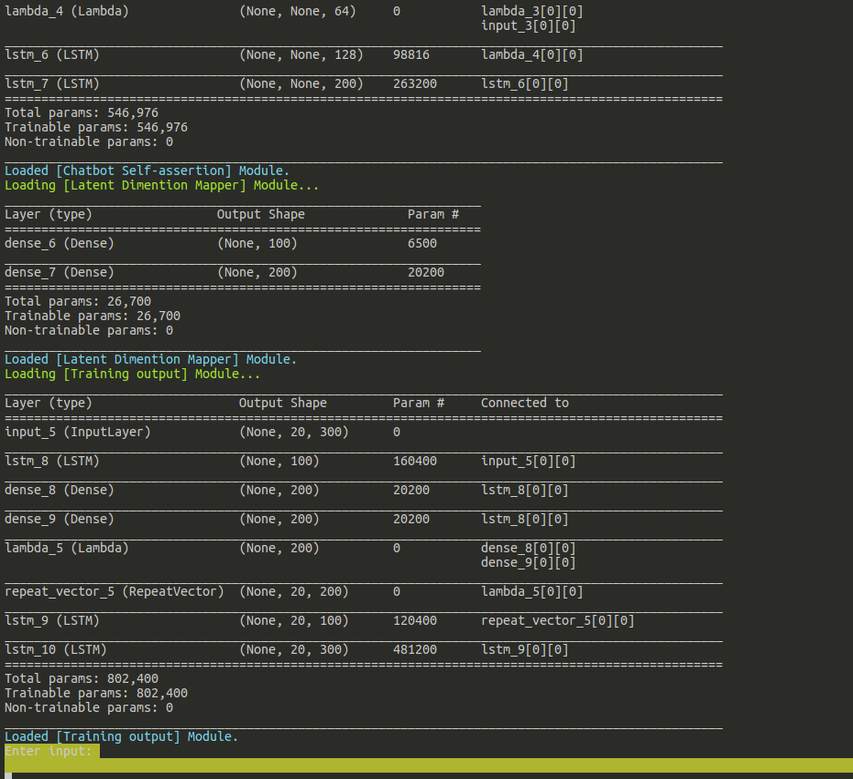 lambda_4 (Lambda) (None, None, 64) 0 lambda_3[0][0]
input_3[0][0]
lstm_6 (LSTM) (None, None, 128) 98816 lambda_4[0][0]
lstm_7 (LSTM) (None, None, 200) 263200 lstm_6[0][0]
Total params: 546,976
Trainable params: 546,976
Non-trainable params: 0
Loaded [Chatbot Self-assertion] Module.
Loading [Latent Dimention Mapper] Module...
Layer (type) Output Shape Param #
dense_6 (Dense) (None, 100) 6500
dense_7 (Dense) (None, 200) 20200
Total params: 26,700
Trainable params: 26,700
Non-trainable params: 0
Loaded [Latent Dimention Mapper] Module.
Loading [Training output] Module...
Layer (type) Output Shape Param # Connected to
input_5 (InputLayer) (None, 20, 300) 0
lstm_8 (LSTM) (None, 100) 160400 input_5[0][0]
dense_8 (Dense) (None, 200) 20200 lstm_8[0][0]
dense_9 (Dense) (None, 200) 20200 lstm_8[0][0]
lambda_5 (Lambda) (None, 200) 0 dense_8[0][0]
dense_9[0][0]
repeat_vector_5 (RepeatVector) (None, 20, 200) 0 lambda_5[0][0]
lstm_9 (LSTM) (None, 20, 100) 120400 repeat_vector_5[0][0]
lstm_10 (LSTM) (None, 20, 300) 481200 lstm_9[0][0]
Total params: 802,400
Trainable params: 802,400
Non-trainable params: 0
Loaded [Training output] Module.
Enter input: